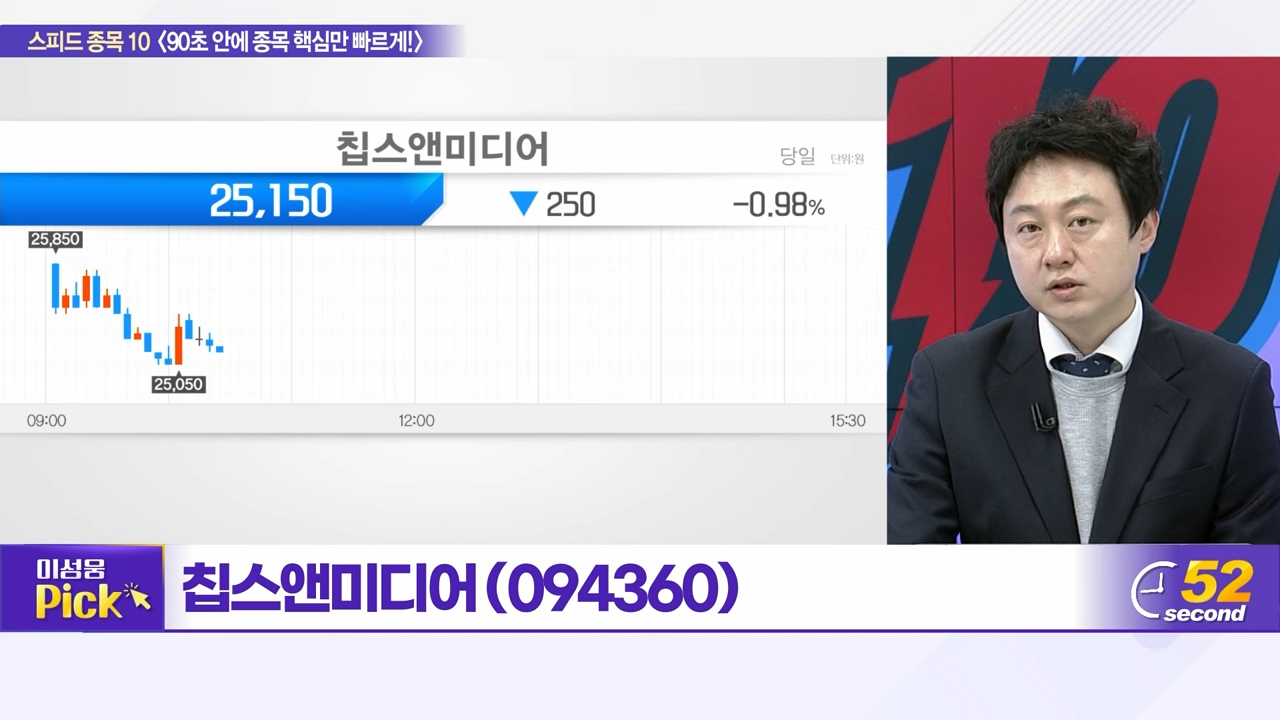 스피드 종목 10 〈90초 안에 종목 핵심만 빠르게!〉
칩스앤미디어
당일 단위:원
25,150 ▼ 250 -0.98%
25,850
25,050
09:00 12:00 15:30
이성웅
Pick
칩스앤미디어 (094360)
52
second
10